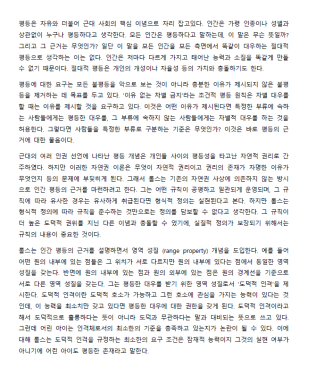 평등은 자유와 더불어 근대 사회의 핵심 이념으로 자리 잡고있다. 인간은 가령 인종이나 성별과
상관없이 누구나 평등하다고 생각한다. 모든 인간은 평등하다고 말하는데, 이 말은 무슨 뜻일까?
그리고 그 근거는 무엇인가? 일단 이 말을 모든 인간을 모든 측면에서 똑같이 대우하는 절대적
평등으로 생각하는 이는 없다. 인간은 저마다 다르게 가지고 태어난 능력과 소질을 똑같게 만들
수 없기 때문이다. 절대적 평등은 개인의 개성이나 자율성 등의 가치와 충돌하기도 한다.
평등에 대한 요구는 모든 불평등을 악으로 보는 것이 아니라 충분한 이유가 제시되지 않은 불평
등을 제거하는 데 목표를 두고 있다. '이유 없는 차별 금지'라는 조건적 평등 원칙은 차별 대우를
할 때는 이유를 제시할 것을 요구하고 있다. 이것은 어떤 이유가 제시된다면 특정한 부류에 속하
는 사람들에게는 평등한 대우를, 그 부류에 속하지 않는 사람들에게는 차별적 대우를 하는 것을
허용한다. 그렇다면 사람들을 특정한 부류로 구분하는 기준은 무엇인가? 이것은 바로 평등의 근
거에 대한 물음이다.
근대의 여러 인권 선언에 나타난 평등 개념은 개인들 사이의 평등성을 타고난 자연적 권리로 간
주하였다. 하지만 이러한 자연권 이론은 무엇이 자연적 권리이고 권리의 존재가 자명한 이유가
무엇인지 등의 문제에 부딪히게 된다. 그래서 롤스는 기존의 자연권 사상에 의존하지 않는 방식
으로 인간 평등의 근거를 마련하려고 한다. 그는 어떤 규칙이 공평하고 일관되게 운영되며, 그 규
칙에 따라 유사한 경우는 유사하게 취급된다면 형식적 정의는 실현된다고 본다. 하지만 롤스는
형식적 정의에 따라 규칙을 준수하는 것만으로는 정의를 담보할 수 없다고 생각한다. 그 규칙이
더 높은 도덕적 권위를 지닌 다른 이념과 충돌할 수 있기에, 실질적 정의가 보장되기 위해서는
규칙의 내용이 중요한 것이다.
롤스는 인간 평등의 근거를 설명하면서 영역 성질 (range property) 개념을 도입한다. 예를 들어
어떤 원의 내부에 있는 점들은 그 위치가 서로 다르지만 원의 내부에 있다는 점에서 동일한 영역
성질을 갖는다. 반면에 원의 내부에 있는 점과 원의 외부에 있는 점은 원의 경계선을 기준으로
서로 다른 영역 성질을 갖는다. 그는 평등한 대우를 받기 위한 영역 성질로서 '도덕적 인격'을 제
시한다. 도덕적 인격이란 도덕적 호소가 가능하고 그런 호소에 관심을 가지는 능력이 있다는 것
인데, 이 능력을 최소치만 갖고 있다면 평등한 대우에 대한 권한을 갖게 된다. 도덕적 인격이라고
해서 도덕적으로 훌륭하다는 뜻이 아니라 도덕과 무관하다는 말과 대비되는 뜻으로 쓰고 있다.
그런데 어린 아이는 인격체로서의 최소한의 기준을 충족하고 있는지가 논란이 될 수 있다. 이에
대해 롤스는 도덕적 인격을 규정하는 최소한의 요구 조건은 잠재적 능력이지 그것의 실현 여부가
아니기에 어린 아이도 평등한 존재라고 말한다.